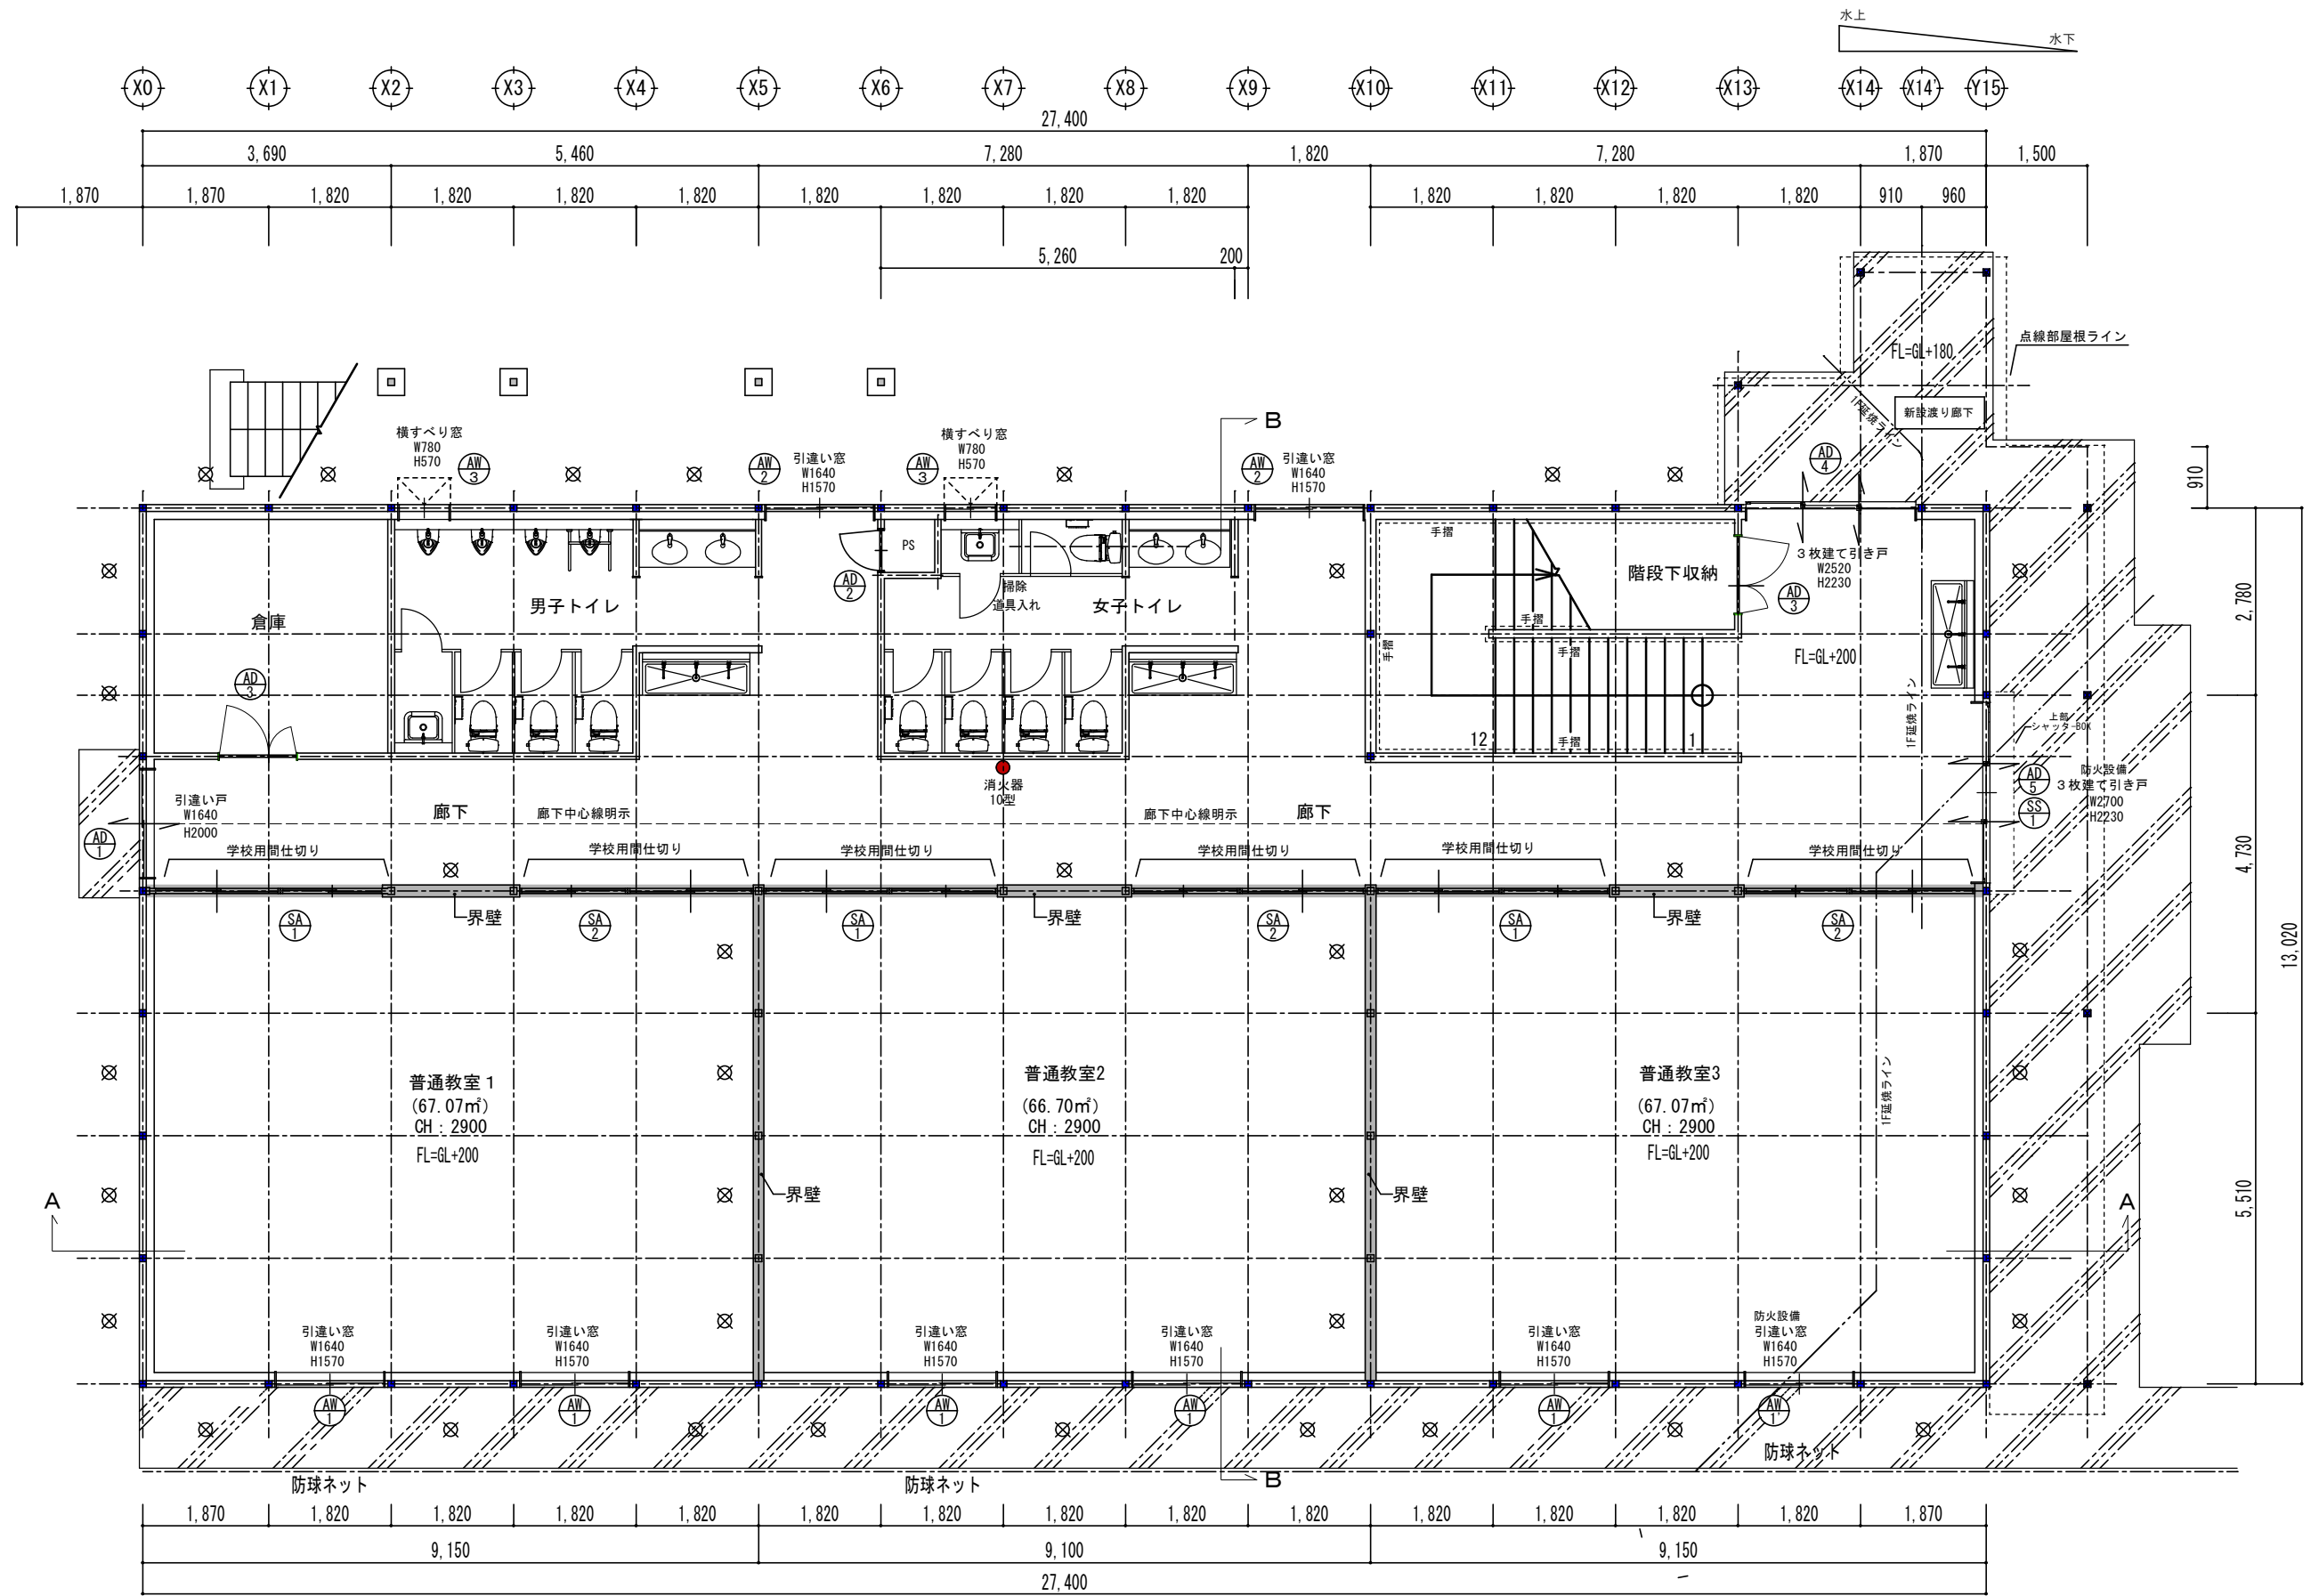 水上
水下
X0 X1 X2 X3 X4 X5 X6 X7 X8 X9 X10 X11 X12 X13 X14 X14' Y15
27,400
3,690 5,460 7,280 1,820 7,280 1,870 1,500
1,870 1,870 1,820 1,820 1,820 1,820 1,820 1,820 1,820 1,820 1,820 1,820 1,820 1,820 910 960
5,260 200
点線部屋根ライン
FL=GL+180
新設渡り廊下
1F延焼ライン
B
横すべり窓
W780
H570
AW
3
AW
2
引違い窓
W1640
H1570
AW
3
横すべり窓
W780
H570
AW
2
引違い窓
W1640
H1570
AD
4
910
手摺
PS
3枚建て引き戸
W2520
H2230
階段下収納
AD
2
掃除
道具入れ
AD
3
男子トイレ
女子トイレ
倉庫
手摺
手摺
手摺
FL=GL+200
2,780
AD
3
1F延焼ライン
上部
シャッターBOX
12
手摺
1
消火器
10型
AD
5
SS
1
防火設備
3枚建て引き戸
W2700
H2230
引違い戸
W1640
H2000
AD
1
廊下
廊下中心線明示
廊下中心線明示
廊下
4,730
学校用間仕切り 学校用間仕切り 学校用間仕切り 学校用間仕切り 学校用間仕切り 学校用間仕切り
SA
1
界壁
SA
2
SA
1
界壁
SA
2
SA
1
界壁
SA
2
13,020
普通教室1
(67.07㎡)
CH：2900
FL=GL+200
普通教室2
(66.70㎡)
CH：2900
FL=GL+200
普通教室3
(67.07㎡)
CH：2900
FL=GL+200
1F延焼ライン
界壁
界壁
A
A
5,510
引違い窓
W1640
H1570
引違い窓
W1640
H1570
引違い窓
W1640
H1570
引違い窓
W1640
H1570
引違い窓
W1640
H1570
防火設備
引違い窓
W1640
H1570
AW
1
AW
1
AW
1
AW
1
AW
1
AW
1'
防球ネット
防球ネット
防球ネット
B
1,870 1,820 1,820 1,820 1,820 1,820 1,820 1,820 1,820 1,820 1,820 1,820 1,820 1,820 1,870
9,150 9,100 9,150
27,400